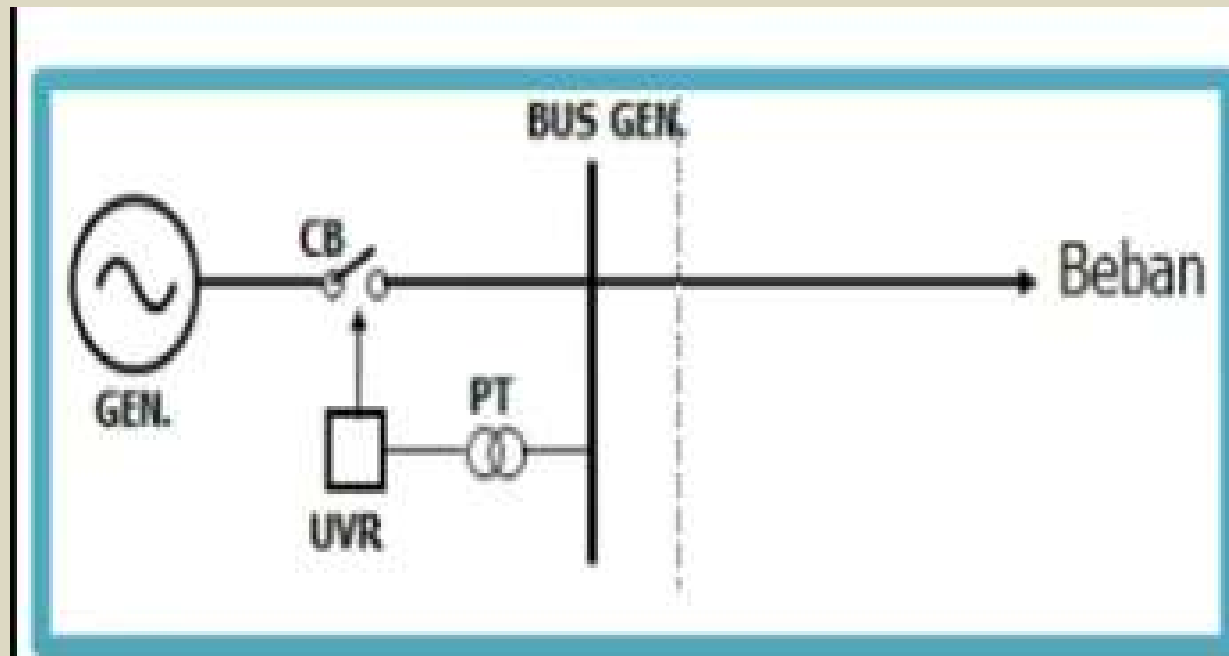 BUS GEN.
CB
Beban
GEN.
PT
UVR